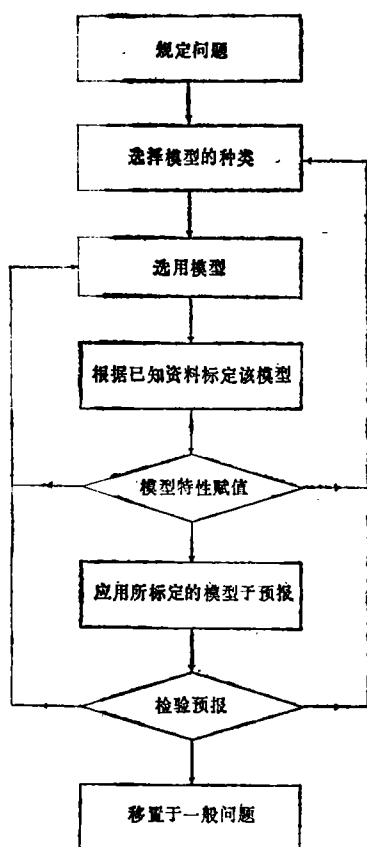 规定问题
选择模型的种类
选用模型
根据已知资料标定该模型
模型特性赋值
应用所标定的模型于预报
检验预报
移置于一般问题